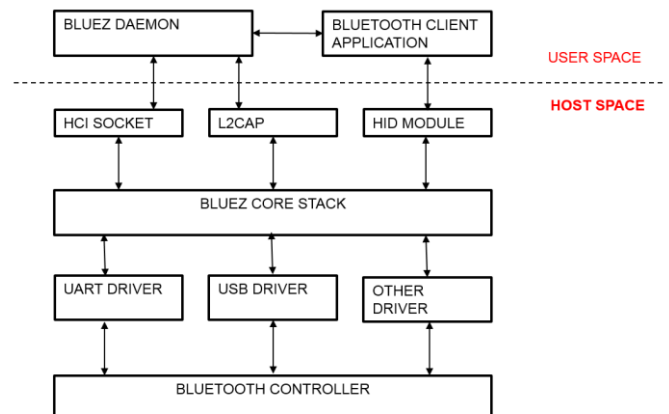 BLUEZ DAEMON
BLUETOOTH CLIENT
APPLICATION
USER SPACE
HOST SPACE
HCI SOCKET
L2CAP
HID MODULE
BLUEZ CORE STACK
UART DRIVER
USB DRIVER
OTHER
DRIVER
BLUETOOTH CONTROLLER